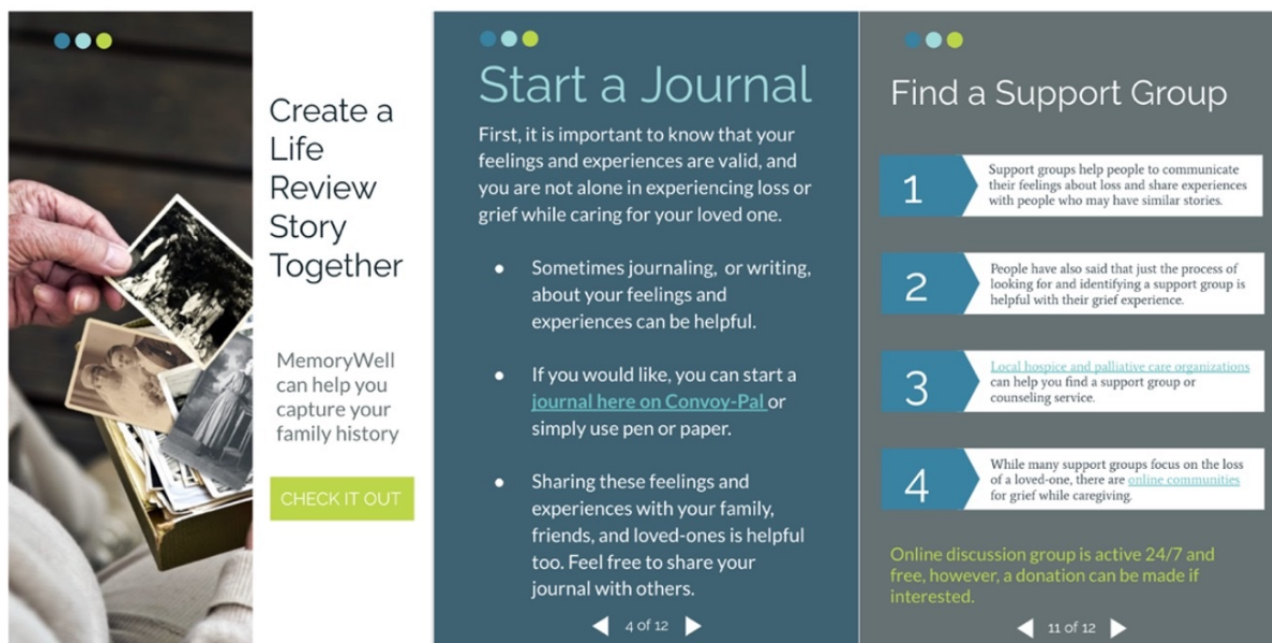 Create a
Life
Review
Story
Together
MemoryWell
can help you
capture your
family history
CHECK IT OUT
Start a Journal
First, it is important to know that your
feelings and experiences are valid, and
you are not alone in experiencing loss or
grief while caring for your loved one.
● Sometimes journaling, or writing,
about your feelings and
experiences can be helpful.
● If you would like, you can start a
journal here on Convoy-Pal or
simply use pen or paper.
● Sharing these feelings and
experiences with your family,
friends, and loved-ones is helpful
too. Feel free to share your
journal with others.
4 of 12
Find a Support Group
1
Support groups help people to communicate
their feelings about loss and share experiences
with people who may have similar stories.
2
People have also said that just the process of
looking for and identifying a support group is
helpful with their grief experience.
3
Local hospice and palliative care organizations
can help you find a support group or
counseling service.
4
While many support groups focus on the loss
of a loved-one, there are online communities
for grief while caregiving.
Online discussion group is active 24/7 and
free, however, a donation can be made if
interested.
11 of 12